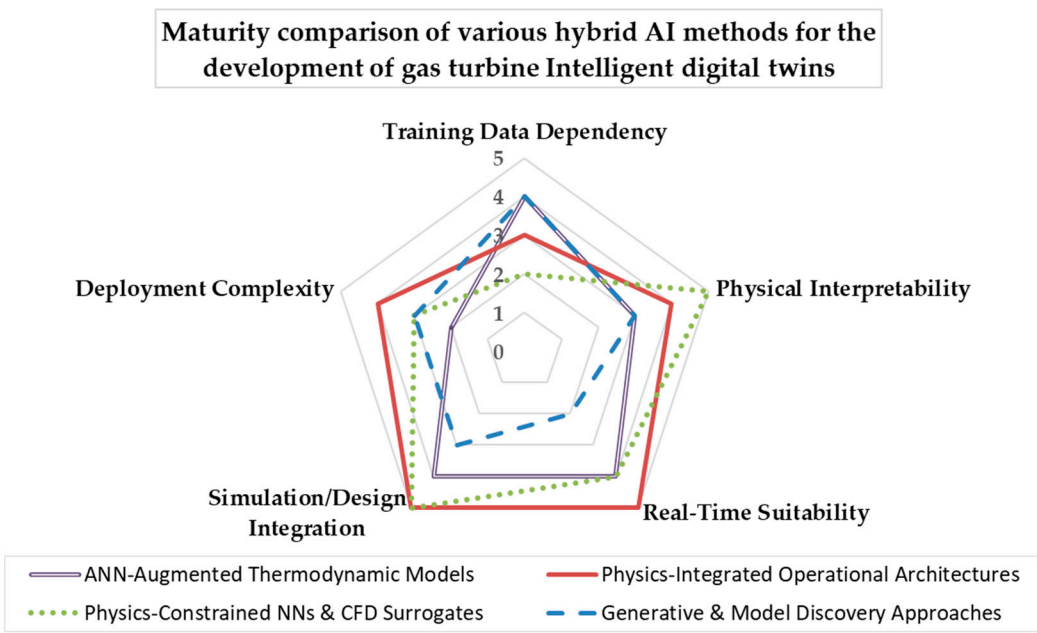 Maturity comparison of various hybrid AI methods for the
development of gas turbine Intelligent digital twins
Training Data Dependency
5
4
3
2
1
0
Deployment Complexity
Physical Interpretability
Simulation/Design
Integration
Real-Time Suitability
ANN-Augmented Thermodynamic Models
Physics-Integrated Operational Architectures
Physics-Constrained NNs & CFD Surrogates
Generative & Model Discovery Approaches